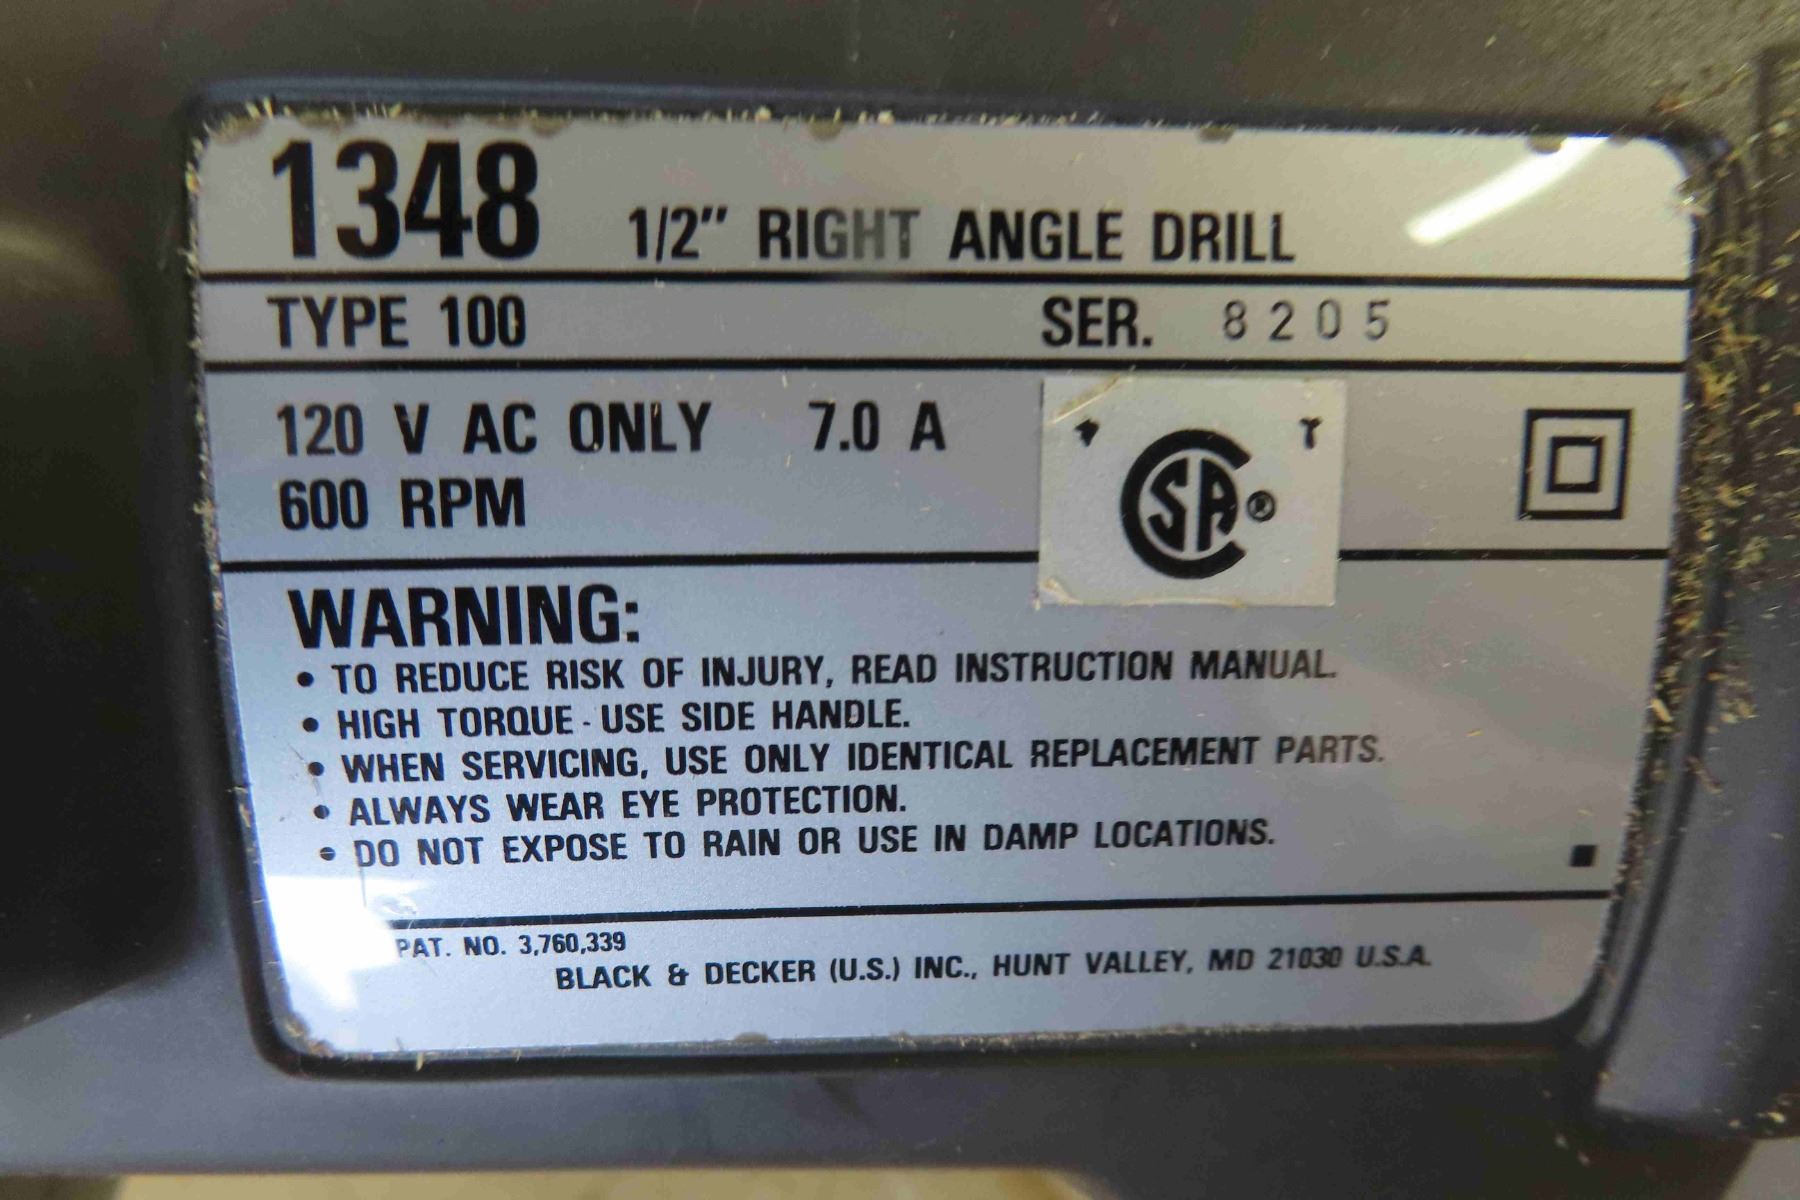 1348 1/2" RIGHT ANGLE DRILL
TYPE 100 SER. 8205
120 V AC ONLY 7.0 A
600 RPM
CSA®
WARNING:
• TO REDUCE RISK OF INJURY, READ INSTRUCTION MANUAL.
• HIGH TORQUE - USE SIDE HANDLE.
• WHEN SERVICING, USE ONLY IDENTICAL REPLACEMENT PARTS.
• ALWAYS WEAR EYE PROTECTION.
• DO NOT EXPOSE TO RAIN OR USE IN DAMP LOCATIONS.
PAT. NO. 3,760,339
BLACK & DECKER (U.S.) INC., HUNT VALLEY, MD 21030 U.S.A.